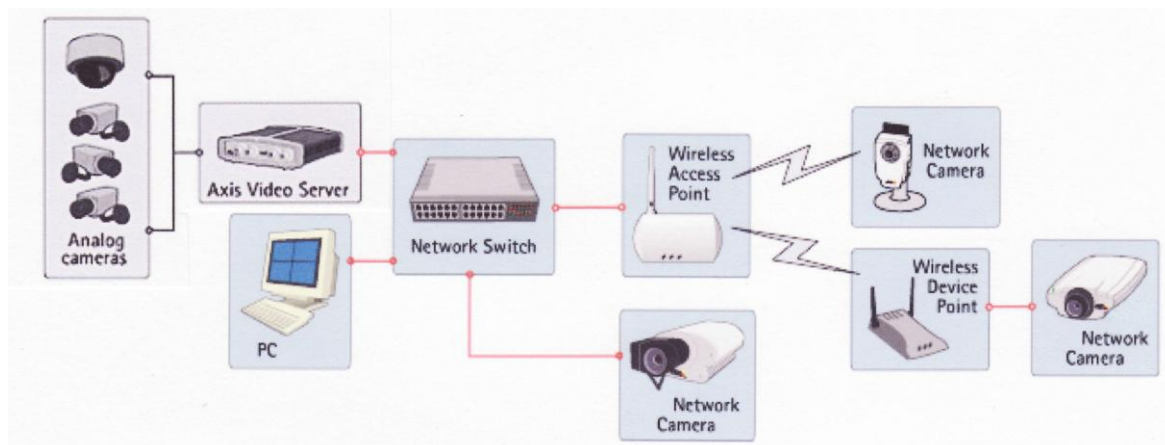 Analog
cameras
Axis Video Server
PC
Network Switch
Wireless
Access
Point
Network
Camera
Network
Camera
Wireless
Device
Point
Network
Camera